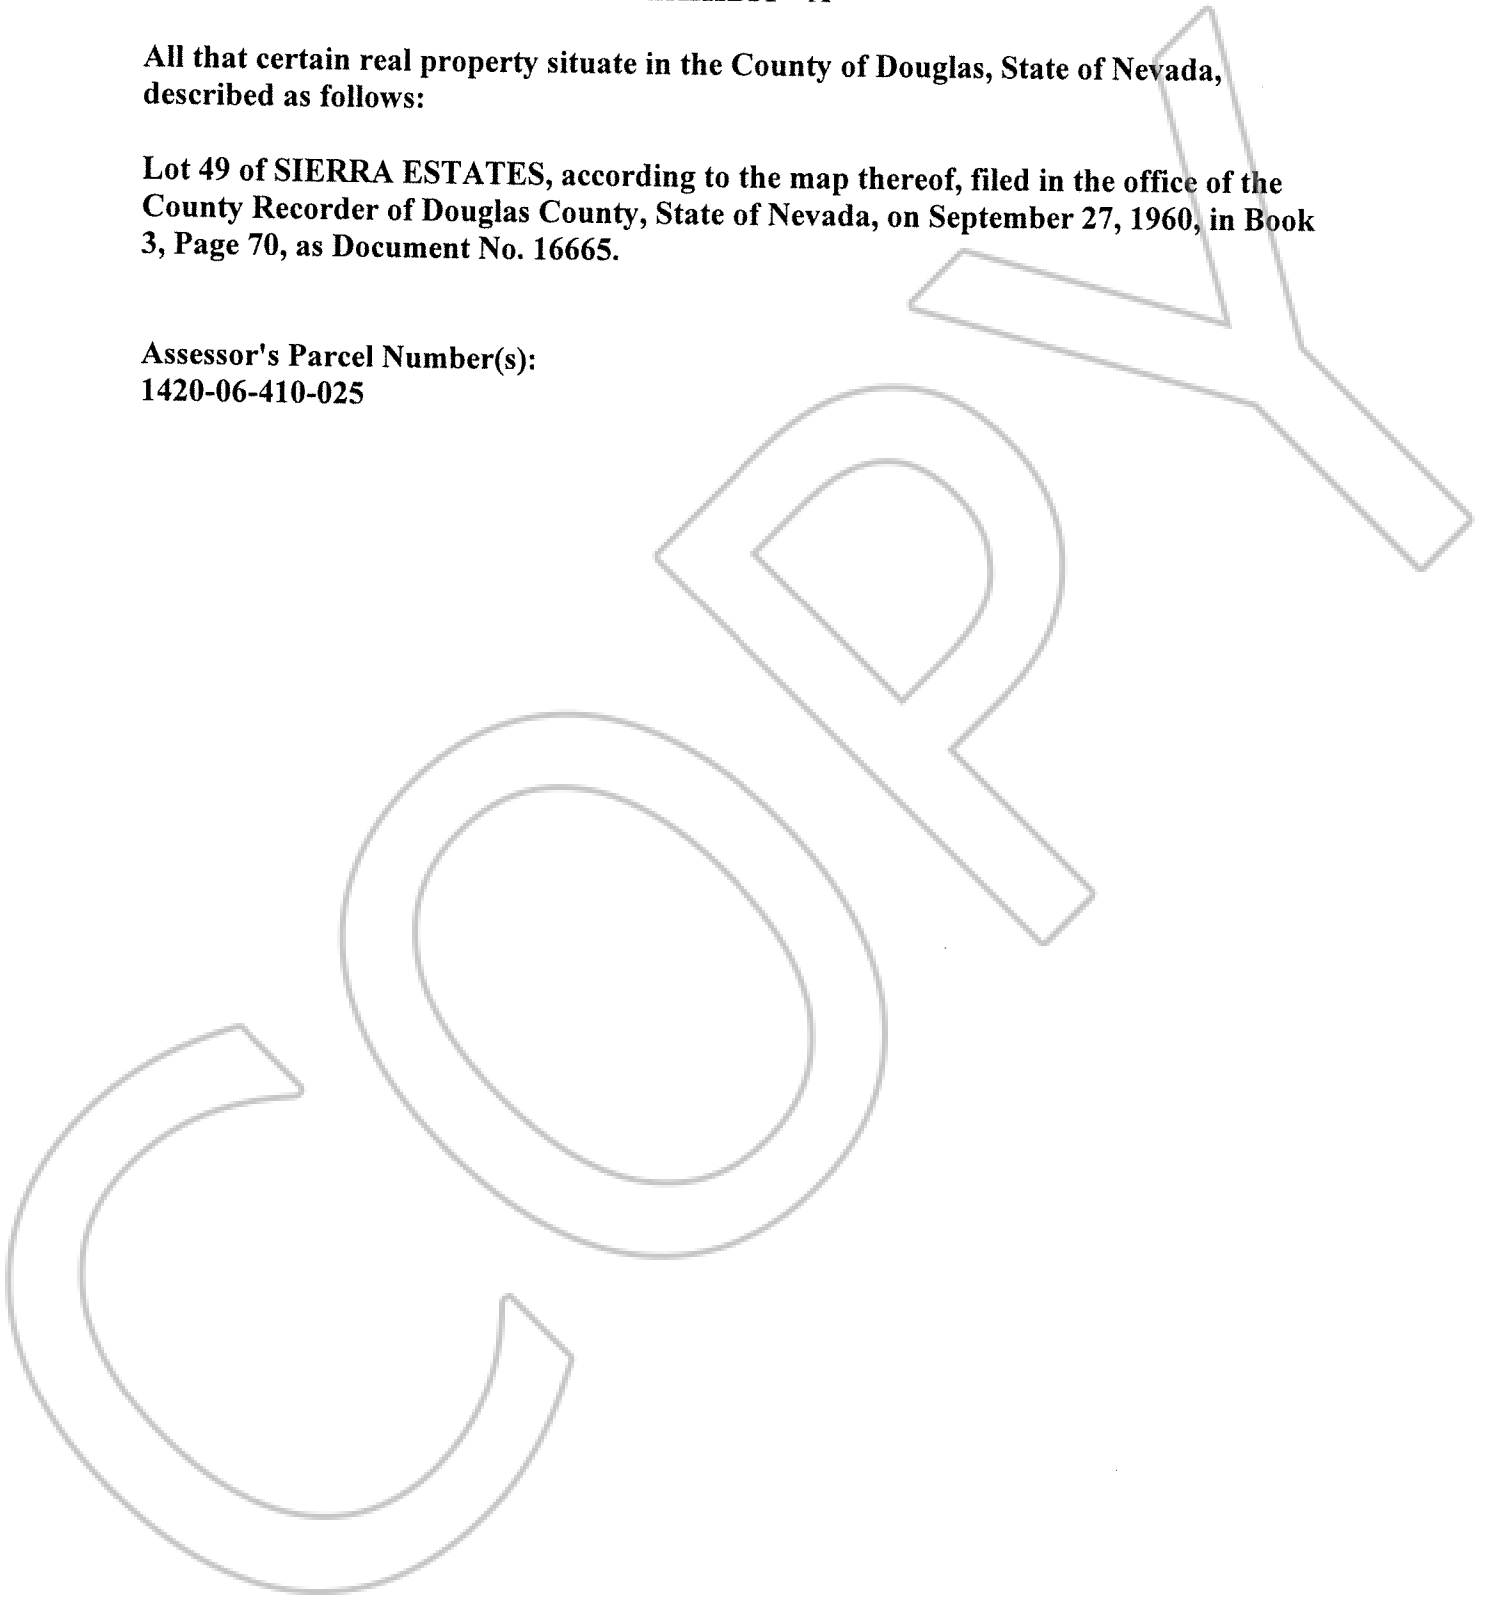 All that certain real property situate in the County of Douglas, State of Nevada,
described as follows:
Lot 49 of SIERRA ESTATES, according to the map thereof, filed in the office of the
County Recorder of Douglas County, State of Nevada, on September 27, 1960, in Book
3, Page 70, as Document No. 16665.
Assessor's Parcel Number(s):
1420-06-410-025
COPY